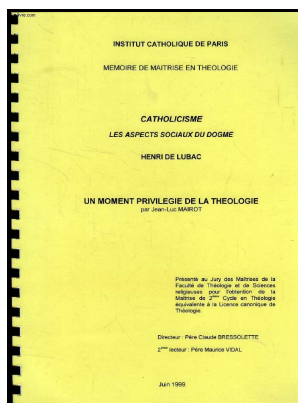 INSTITUT CATHOLIQUE DE PARIS
MEMOIRE DE MAITRISE EN THEOLOGIE
CATHOLICISME
LES ASPECTS SOCIAUX DU DOGME
HENRI DE LUBAC
UN MOMENT PRIVILEGIE DE LA THEOLOGIE
par Jean-Luc MAIROT
Présenté au Jury des Maîtrises de la
Faculté de Théologie et de Sciences
religieuses pour l'obtention de la
Maîtrise de 2ème Cycle en Théologie
équivalente à la Licence canonique de
Théologie.
Directeur : Père Claude BRESSOLETTE
2ème lecteur : Père Maurice VIDAL
Juin 1999